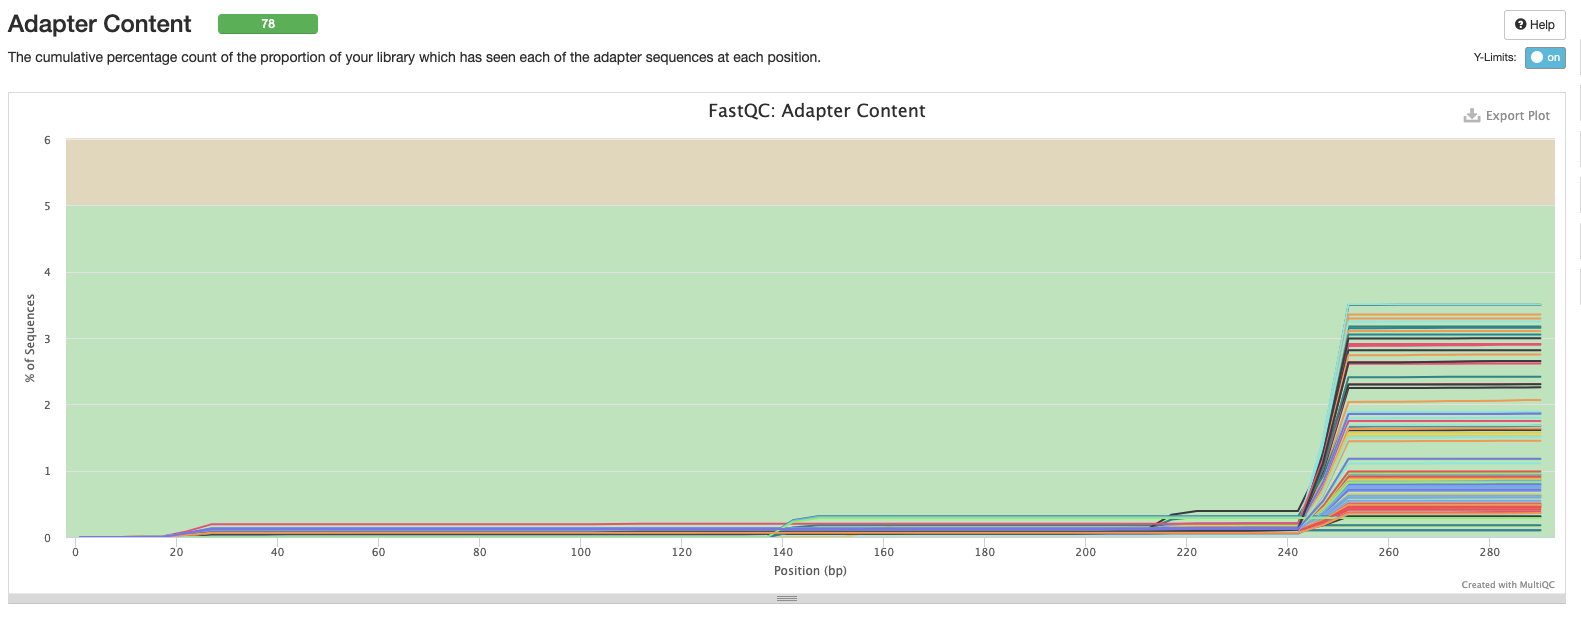 Adapter Content 78
Help
The cumulative percentage count of the proportion of your library which has seen each of the adapter sequences at each position.
Y-Limits: on
FastQC: Adapter Content
Export Plot
6
5
4
3
2
1
0
% of Sequences
0 20 40 60 80 100 120 140 160 180 200 220 240 260 280
Position (bp)
Created with MultiQC